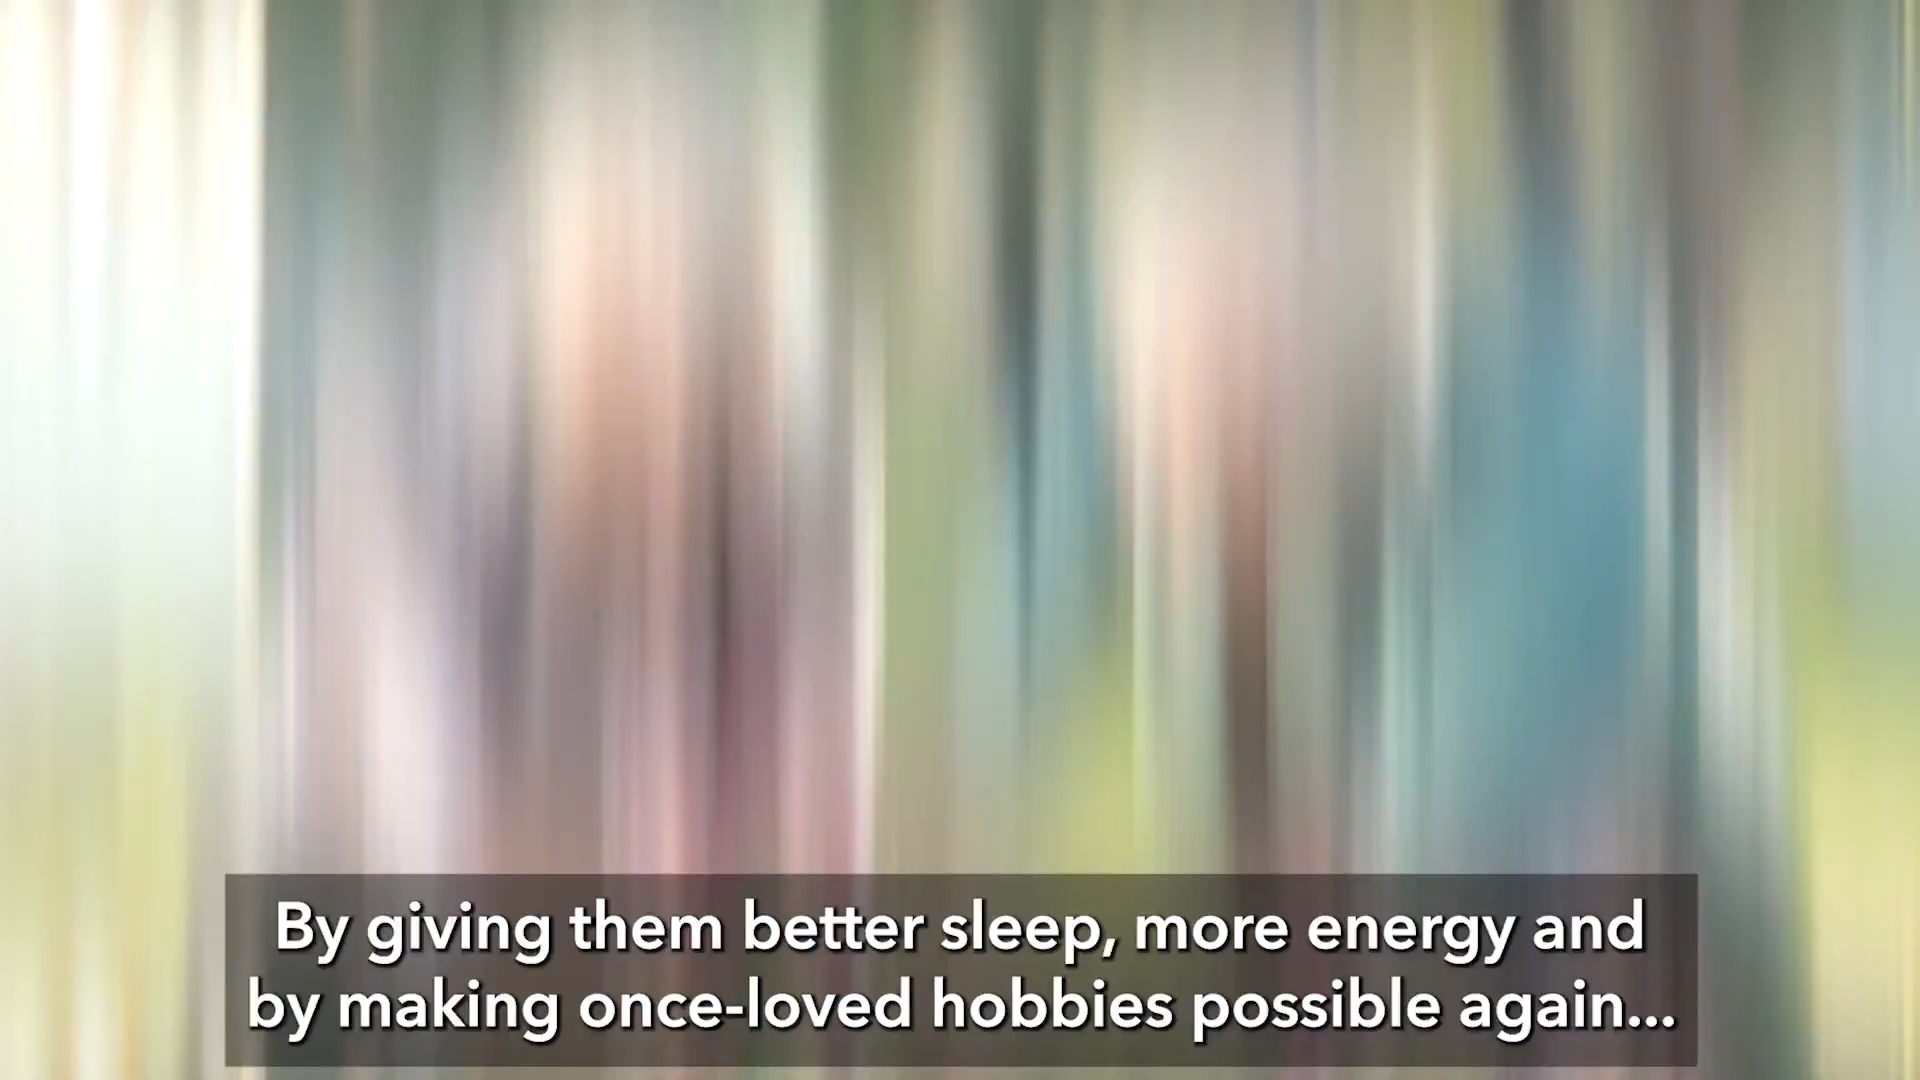 By giving them better sleep, more energy and
by making once-loved hobbies possible again...